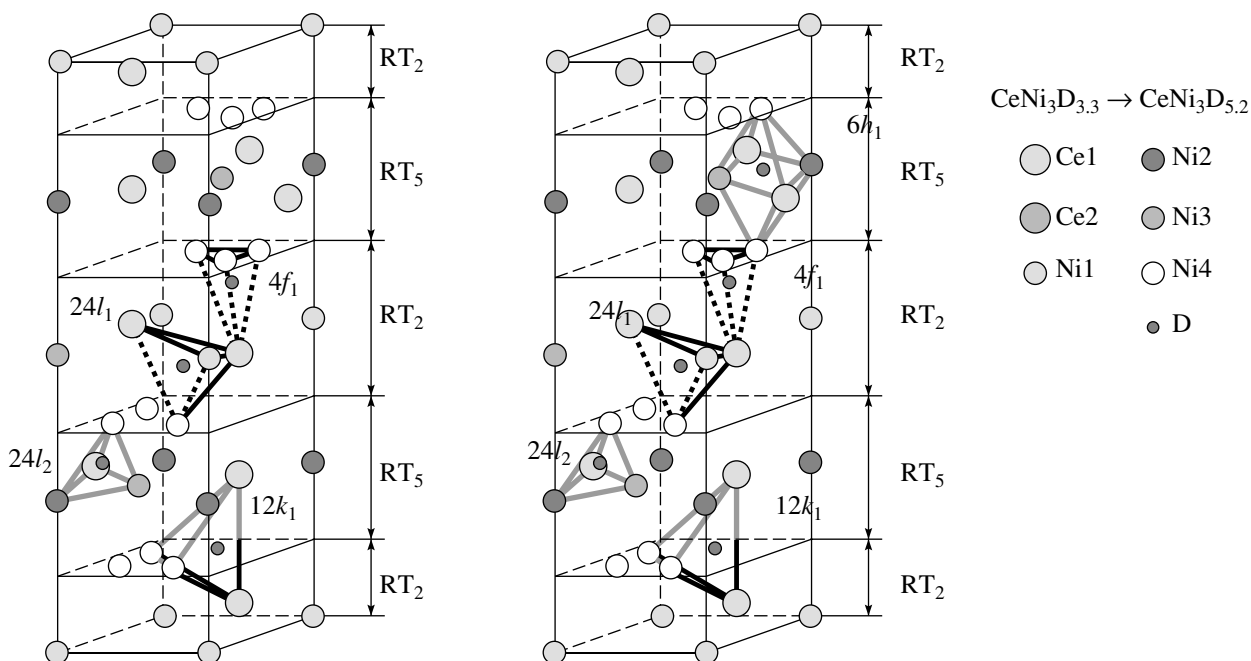 RT2
RT5
4f1
24l1
RT2
24l2
RT5
12k1
RT2
RT2
6h1
RT5
4f1
24l1
RT2
24l2
RT5
12k1
RT2
CeNi3D3.3 → CeNi3D5.2
Ce1 Ni2
Ce2 Ni3
Ni1 Ni4
D